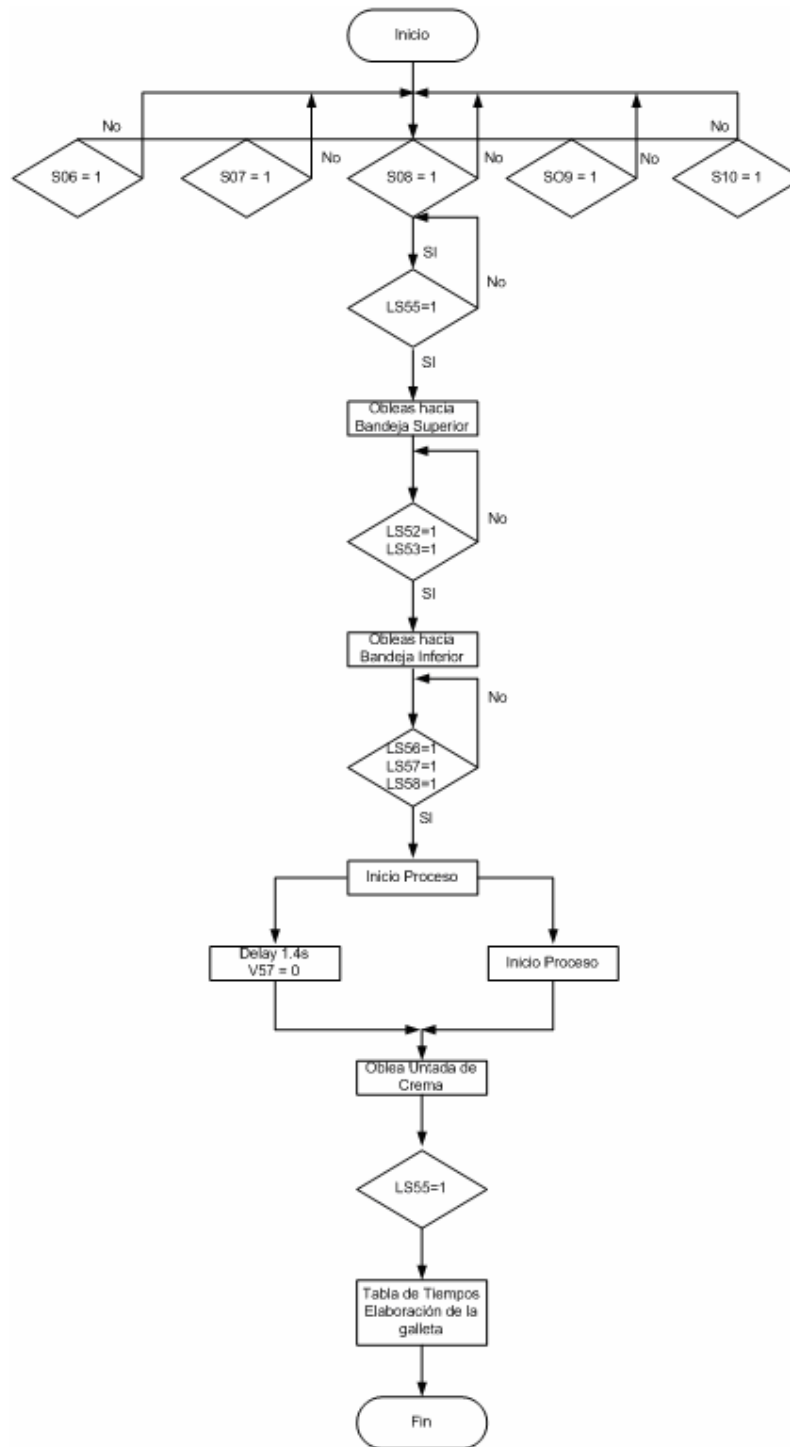 Inicio
No
No
S06 = 1
No
S07 = 1
No
S08 = 1
No
SO9 = 1
No
S10 = 1
SI
No
LS55=1
SI
Obleas hacia
Bandeja Superior
No
LS52=1
LS53=1
SI
Obleas hacia
Bandeja Inferior
No
LS56=1
LS57=1
LS58=1
SI
Inicio Proceso
Delay 1.4s
V57 = 0
Inicio Proceso
Oblea Untada de
Crema
LS55=1
Tabla de Tiempos
Elaboración de la
galleta
Fin